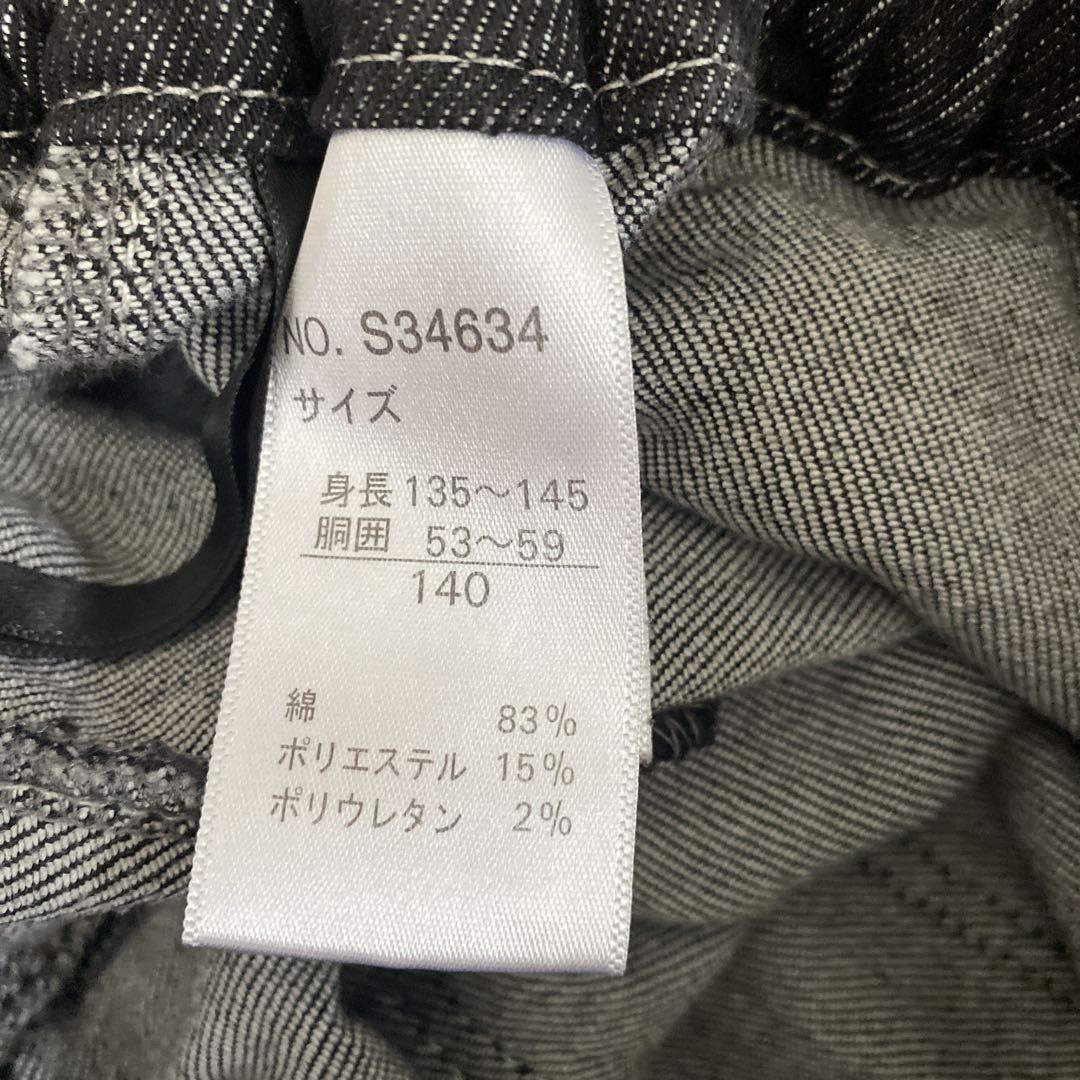 NO. S34634
サイズ
身長 135～145
胴囲 53～59
140
綿 83%
ポリエステル 15%
ポリウレタン 2%